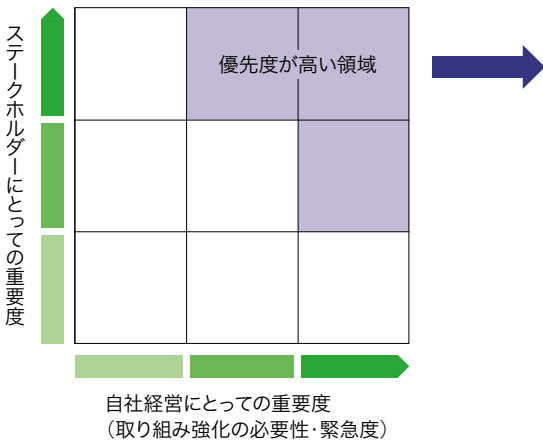 ステークホルダーにとっての重要度
優先度が高い領域
自社経営にとっての重要度
（取り組み強化の必要性・緊急度）